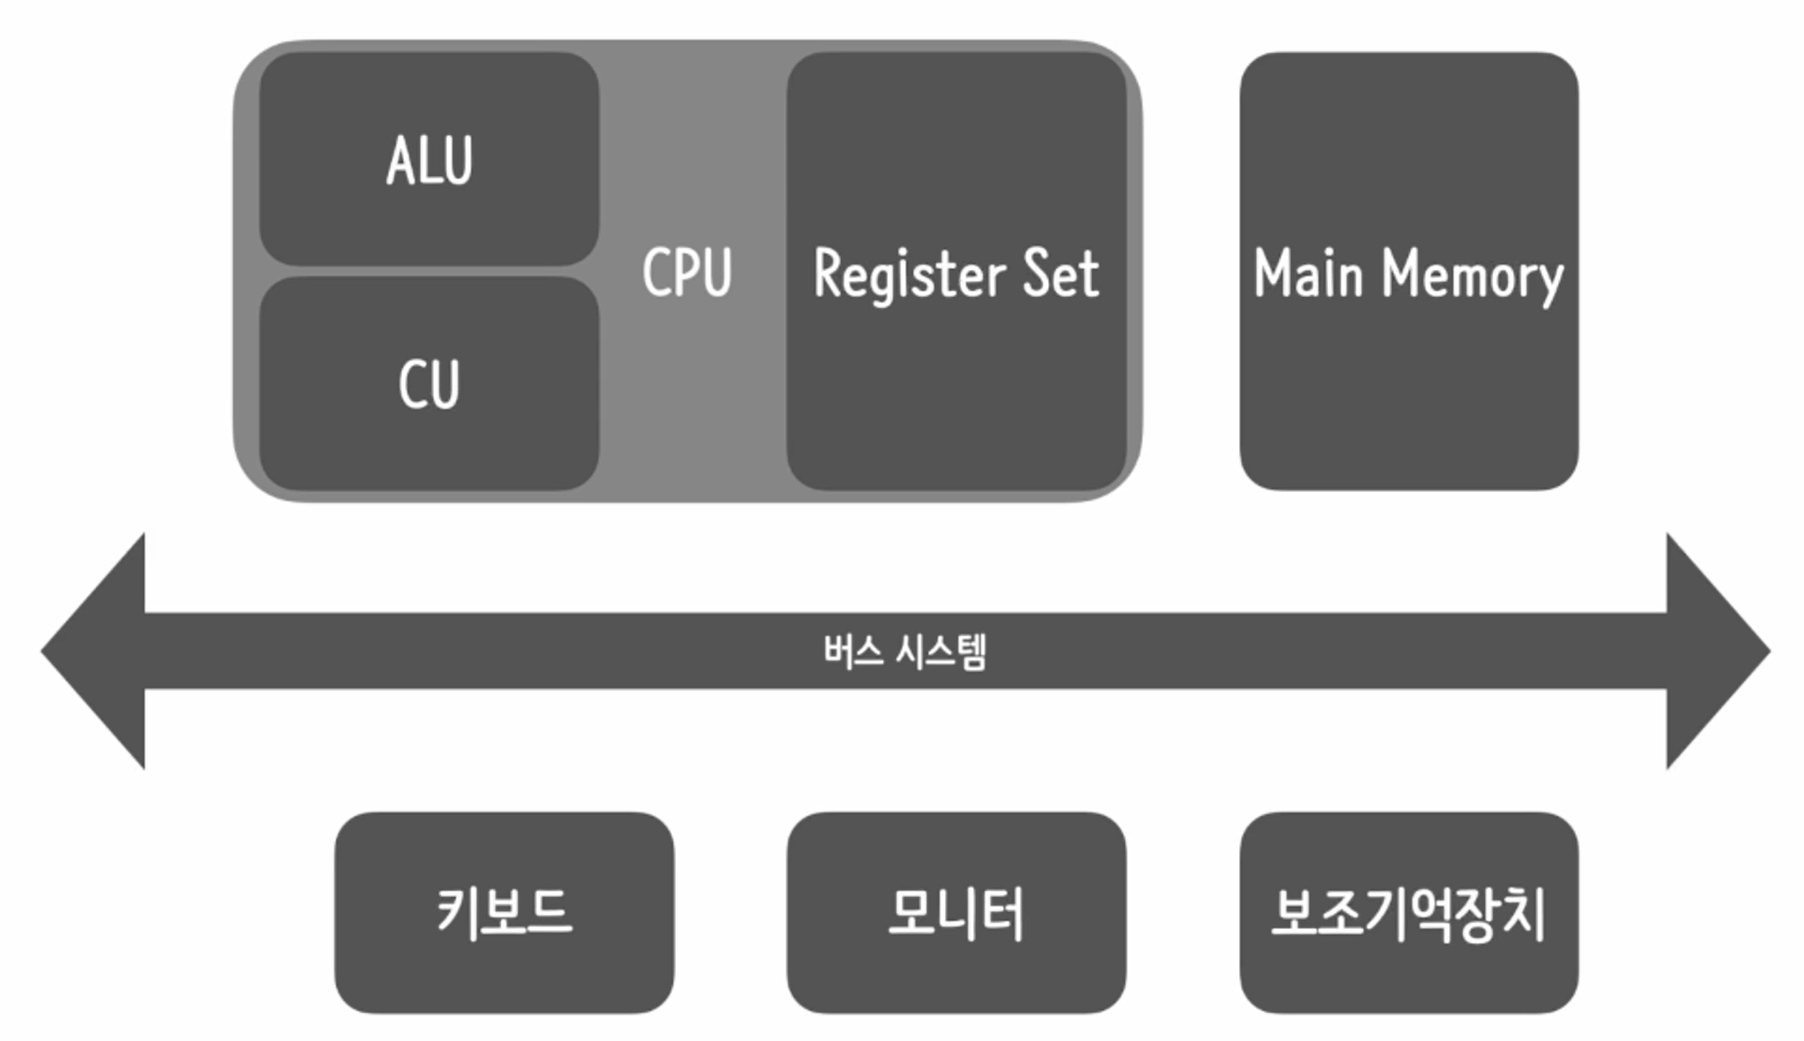 ALU
CU
CPU
Register Set
Main Memory
버스 시스템
키보드
모니터
보조기억장치